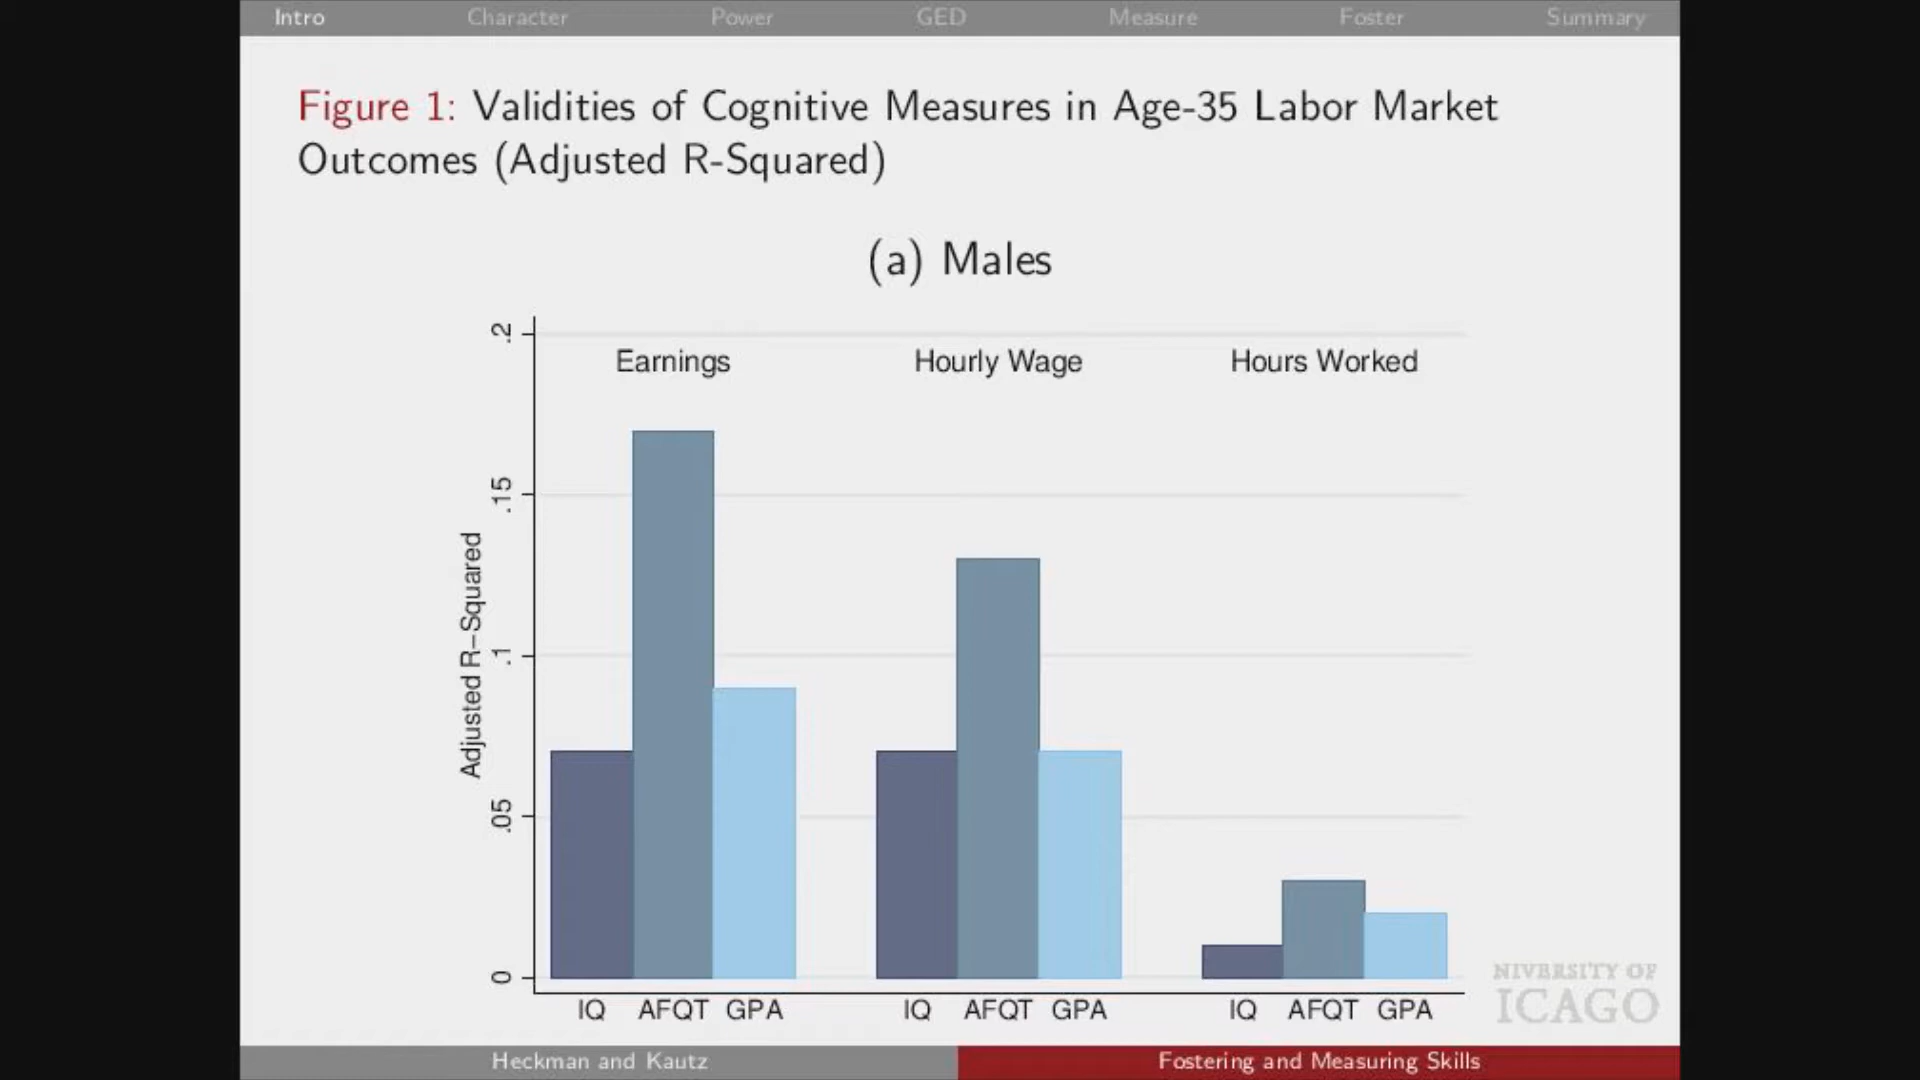 Intro Character Power GED Measure Foster Summary
Figure 1: Validities of Cognitive Measures in Age-35 Labor Market
Outcomes (Adjusted R-Squared)
(a) Males
Adjusted R-Squared
.2
.15
.1
.05
0
Earnings Hourly Wage Hours Worked
IQ AFQT GPA IQ AFQT GPA IQ AFQT GPA
NIVERSITY OF
ICAGO
Heckman and Kautz Fostering and Measuring Skills